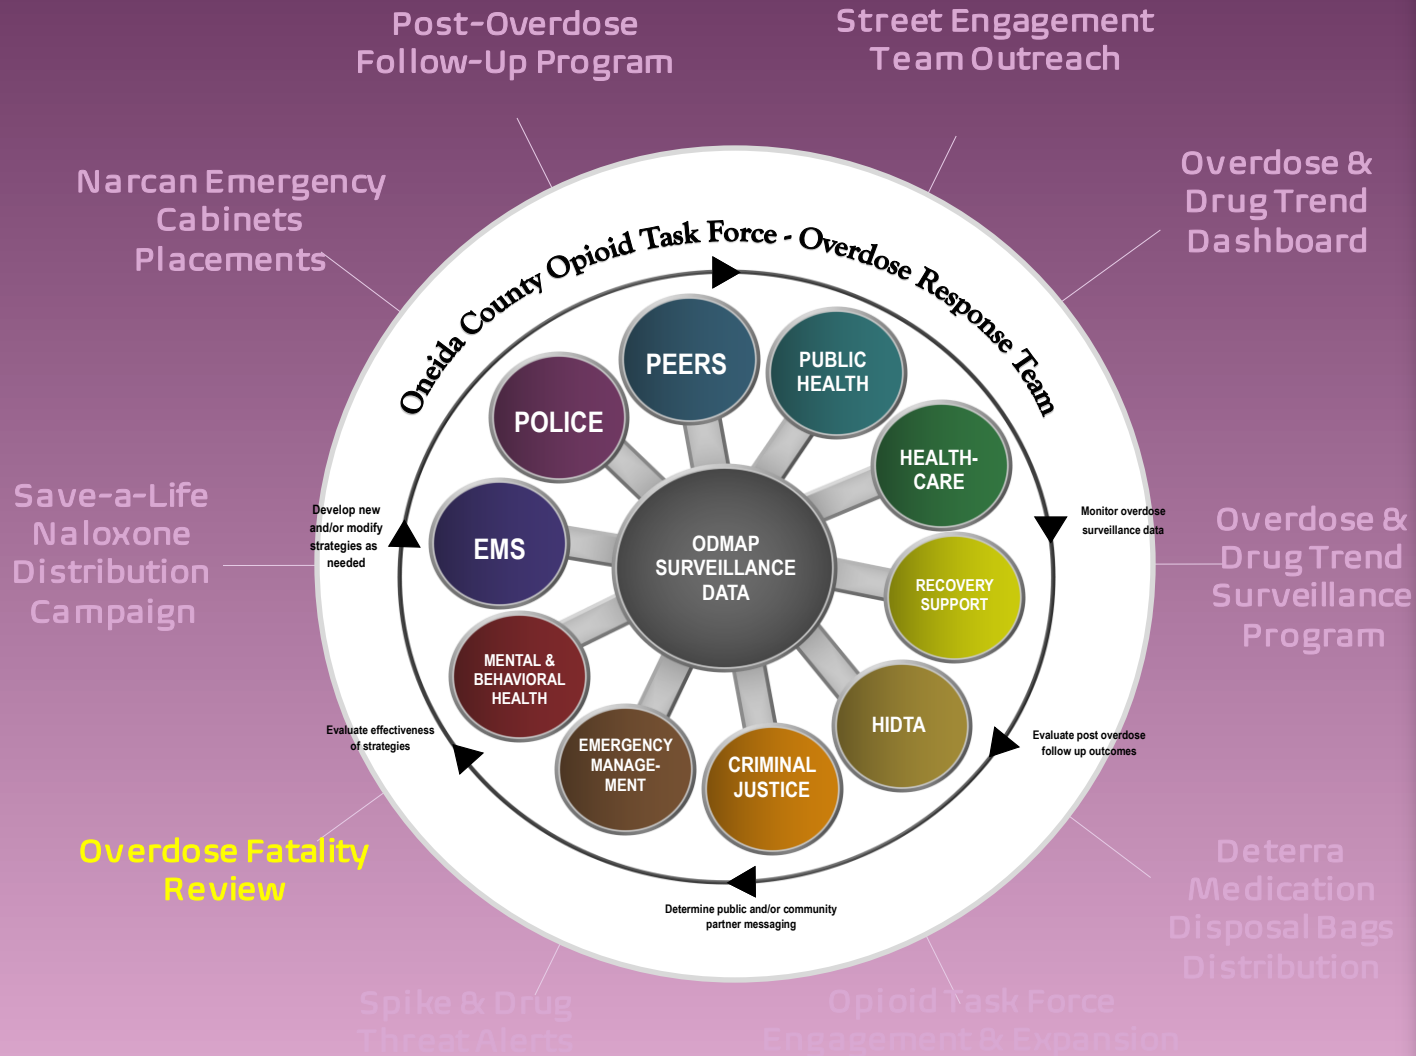 Post-Overdose
Follow-Up Program
Street Engagement
Team Outreach
Narcan Emergency
Cabinets
Placements
Overdose &
Drug Trend
Dashboard
Oneida County Opioid Task Force - Overdose Response Team
PEERS
PUBLIC
HEALTH
POLICE
HEALTH-
CARE
Save-a-Life
Naloxone
Distribution
Campaign
Develop new
and/or modify
strategies as
needed
EMS
ODMAP
SURVEILLANCE
DATA
Monitor overdose
surveillance data
Overdose &
Drug Trend
Surveillance
Program
RECOVERY
SUPPORT
MENTAL &
BEHAVIORAL
HEALTH
HIDTA
Evaluate effectiveness
of strategies
EMERGENCY
MANAGE-
MENT
CRIMINAL
JUSTICE
Evaluate post overdose
follow up outcomes
Overdose Fatality
Review
Determine public and/or community
partner messaging
Deterra
Medication
Disposal Bags
Distribution
Spike & Drug
Threat Alerts
Opioid Task Force
Engagement & Expansion